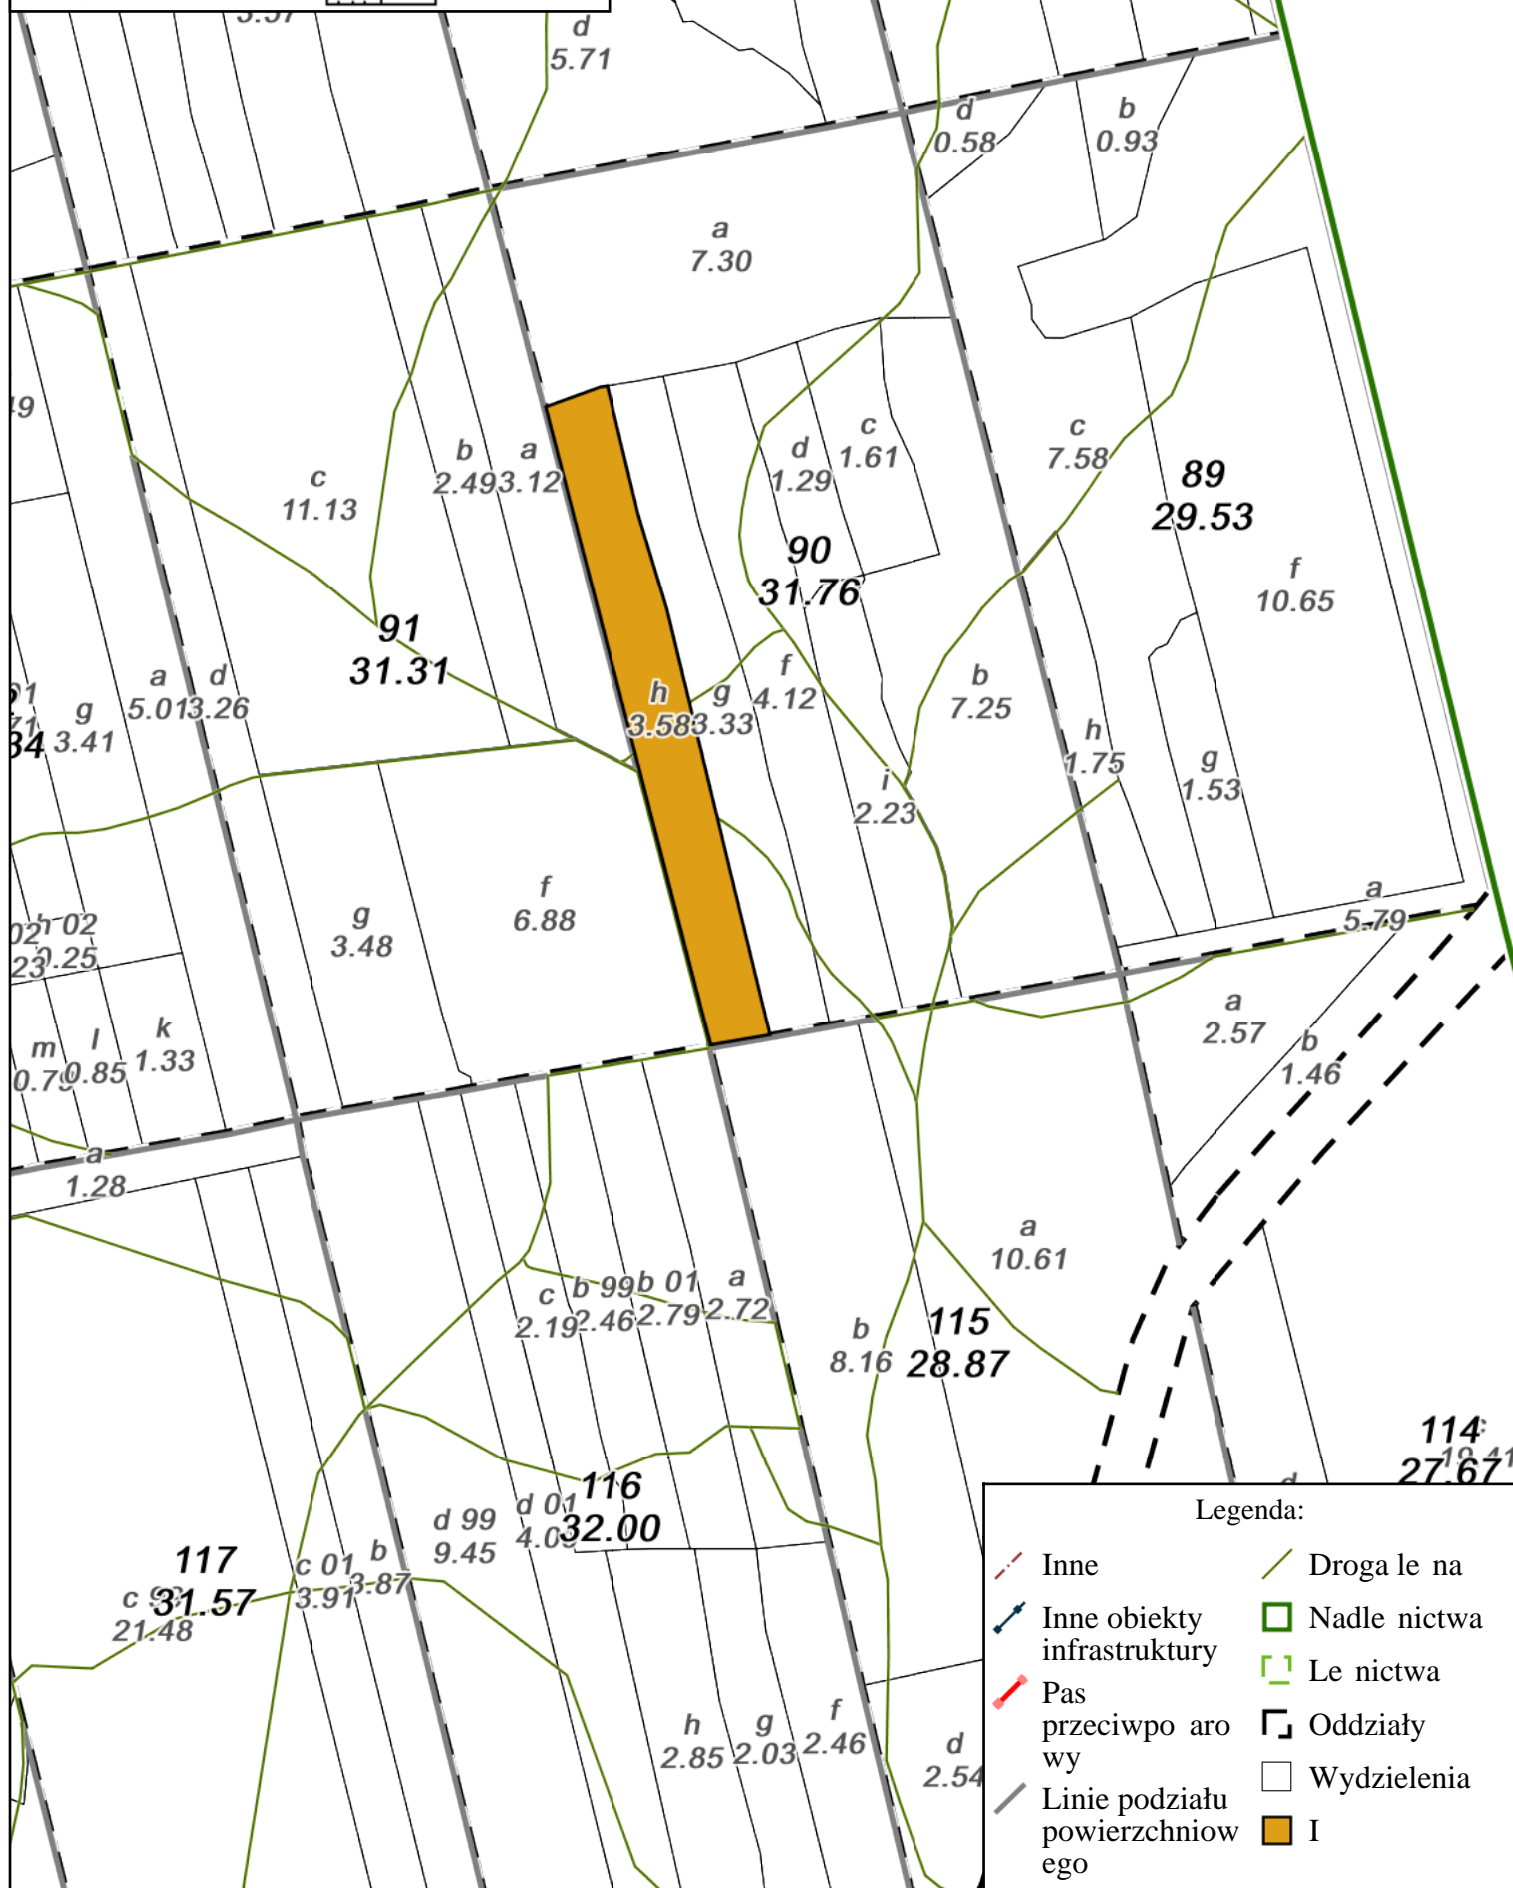 d
5.71
d
0.58
b
0.93
a
7.30
c
11.13
b
2.49
a
3.12
d
1.29
c
1.61
c
7.58
89
29.53
90
31.76
f
10.65
91
31.31
a
5.01
d
3.26
g
3.41
h
3.58
g
3.33
f
4.12
b
7.25
h
1.75
g
1.53
i
2.23
f
6.88
g
3.48
a
5.79
h 02
0.25
m
0.79
l
0.85
k
1.33
a
2.57
b
1.46
a
1.28
a
10.61
c
2.19
b 99
2.46
b 01
2.79
a
2.72
b
8.16
115
28.87
114
27.67
116
32.00
d 99
9.45
d 01
117
31.57
21.48
c 01
3.91
b
3.87
h
2.85
g
2.03
f
2.46
d
2.54
Legenda:
Inne
Inne obiekty
infrastruktury
Pas
przeciwpo aro
wy
Linie podziału
powierzchniow
ego
Droga le na
Nadle nictwa
Le nictwa
Oddziały
Wydzielenia
I